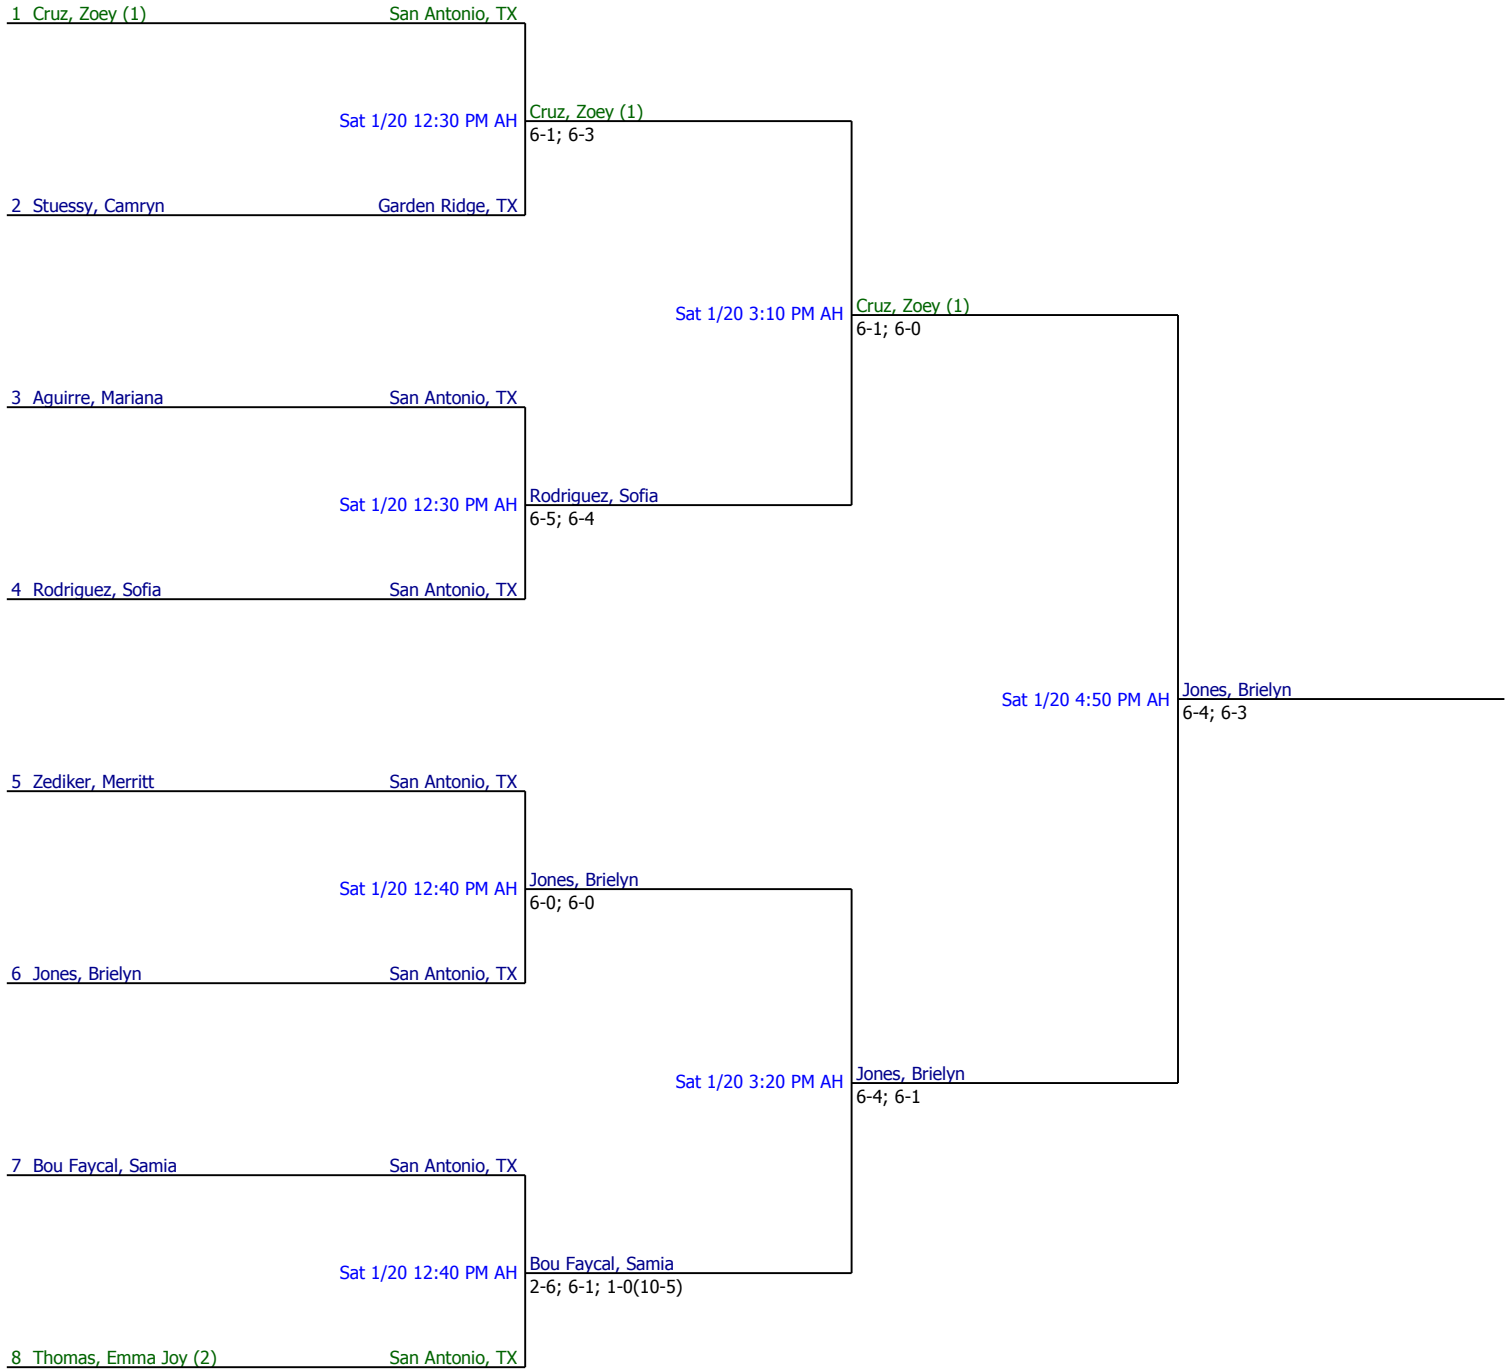 1 Cruz, Zoey (1) San Antonio, TX
Sat 1/20 12:30 PM AH
Cruz, Zoey (1)
6-1; 6-3
2 Stuessy, Camryn Garden Ridge, TX
Sat 1/20 3:10 PM AH
Cruz, Zoey (1)
6-1; 6-0
3 Aguirre, Mariana San Antonio, TX
Sat 1/20 12:30 PM AH
Rodriguez, Sofia
6-5; 6-4
4 Rodriguez, Sofia San Antonio, TX
Sat 1/20 4:50 PM AH
Jones, Brielyn
6-4; 6-3
5 Zediker, Merritt San Antonio, TX
Sat 1/20 12:40 PM AH
Jones, Brielyn
6-0; 6-0
6 Jones, Brielyn San Antonio, TX
Sat 1/20 3:20 PM AH
Jones, Brielyn
6-4; 6-1
7 Bou Faycal, Samia San Antonio, TX
Sat 1/20 12:40 PM AH
Bou Faycal, Samia
2-6; 6-1; 1-0(10-5)
8 Thomas, Emma Joy (2) San Antonio, TX